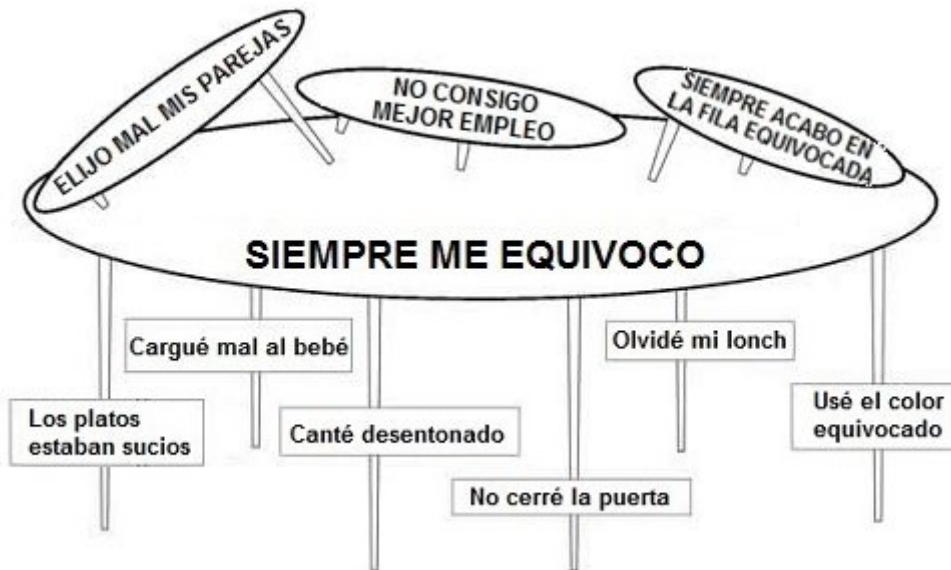 ELIJO MAL MIS PAREJAS
NO CONSIGO
MEJOR EMPLEO
SIEMPRE ACABO EN
LA FILA EQUIVOCADA
SIEMPRE ME EQUIVOCO
Cargué mal al bebé
Olvidé mi lonch
Los platos
estaban sucios
Canté desentonado
Usé el color
equivocado
No cerré la puerta